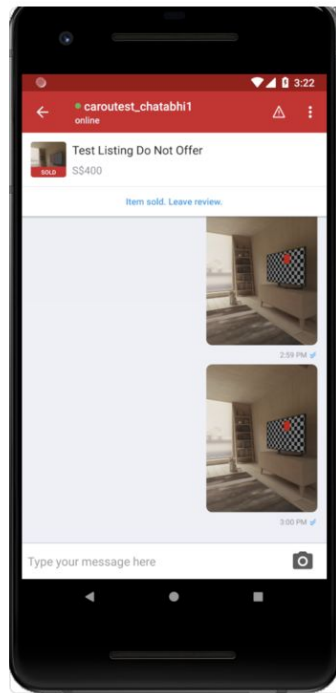 3:22
caroutest_chatabhi1
online
Test Listing Do Not Offer
SOLD
S$400
Item sold. Leave review.
2:59 PM
3:00 PM
Type your message here